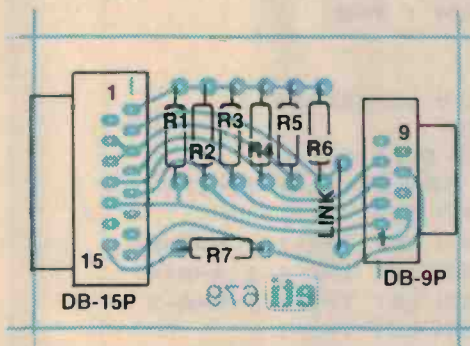 1
R1
R3
R5
9
R2
R4
R6
LINK
1
15
R7
DB-15P
DB-9P
eti 679